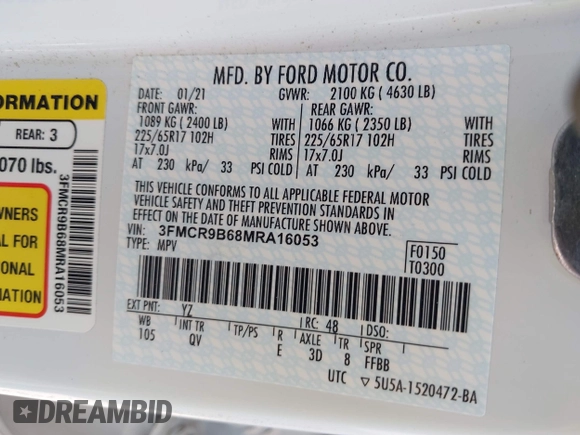 ORMATION
REAR: 3
070 lbs.
WNERS
AL FOR
ONAL
MATION
3FMCR9B68MRA16053
MFD. BY FORD MOTOR CO.
DATE: 01/21 GVWR: 2100 KG ( 4630 LB)
FRONT GAWR: REAR GAWR:
1089 KG ( 2400 LB) WITH 1066 KG ( 2350 LB) WITH
225/65R17 102H TIRES 225/65R17 102H TIRES
17x7.0J RIMS 17x7.0J RIMS
AT 230 kPa/ 33 PSI COLD AT 230 kPa/ 33 PSI COLD
THIS VEHICLE CONFORMS TO ALL APPLICABLE FEDERAL MOTOR
VEHICLE SAFETY AND THEFT PREVENTION STANDARDS IN
EFFECT ON THE DATE OF MANUFACTURE SHOWN ABOVE.
VIN: 3FMCR9B68MRA16053
TYPE: MPV
F0150
T0300
EXT PNT: YZ RC: 48 DSO:
WB INT TR TP/PS R AXLE TR SPR
105 QV E 3D 8 FFBB
UTC ▽ 5U5A-1520472-BA
DREAMBID